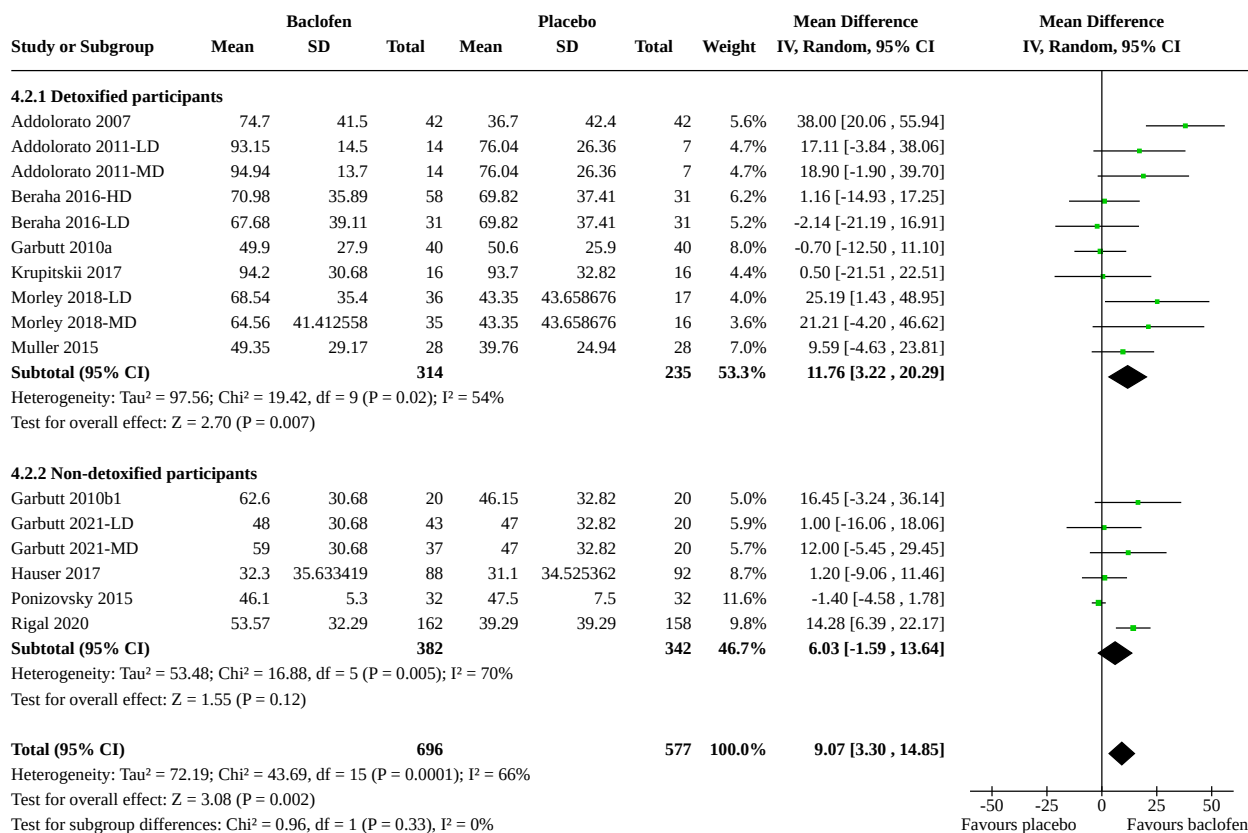 Baclofen Placebo Mean Difference Mean Difference
Study or Subgroup Mean SD Total Mean SD Total Weight IV, Random, 95% CI IV, Random, 95% CI
4.2.1 Detoxified participants
Addolorato 2007 74.7 41.5 42 36.7 42.4 42 5.6% 38.00 [20.06 , 55.94]
Addolorato 2011-LD 93.15 14.5 14 76.04 26.36 7 4.7% 17.11 [-3.84 , 38.06]
Addolorato 2011-MD 94.94 13.7 14 76.04 26.36 7 4.7% 18.90 [-1.90 , 39.70]
Beraha 2016-HD 70.98 35.89 58 69.82 37.41 31 6.2% 1.16 [-14.93 , 17.25]
Beraha 2016-LD 67.68 39.11 31 69.82 37.41 31 5.2% -2.14 [-21.19 , 16.91]
Garbutt 2010a 49.9 27.9 40 50.6 25.9 40 8.0% -0.70 [-12.50 , 11.10]
Krupitskii 2017 94.2 30.68 16 93.7 32.82 16 4.4% 0.50 [-21.51 , 22.51]
Morley 2018-LD 68.54 35.4 36 43.35 43.658676 17 4.0% 25.19 [1.43 , 48.95]
Morley 2018-MD 64.56 41.412558 35 43.35 43.658676 16 3.6% 21.21 [-4.20 , 46.62]
Muller 2015 49.35 29.17 28 39.76 24.94 28 7.0% 9.59 [-4.63 , 23.81]
Subtotal (95% CI) 314 235 53.3% 11.76 [3.22 , 20.29]
Heterogeneity: Tau² = 97.56; Chi² = 19.42, df = 9 (P = 0.02); I² = 54%
Test for overall effect: Z = 2.70 (P = 0.007)
4.2.2 Non-detoxified participants
Garbutt 2010b1 62.6 30.68 20 46.15 32.82 20 5.0% 16.45 [-3.24 , 36.14]
Garbutt 2021-LD 48 30.68 43 47 32.82 20 5.9% 1.00 [-16.06 , 18.06]
Garbutt 2021-MD 59 30.68 37 47 32.82 20 5.7% 12.00 [-5.45 , 29.45]
Hauser 2017 32.3 35.633419 88 31.1 34.525362 92 8.7% 1.20 [-9.06 , 11.46]
Ponizovsky 2015 46.1 5.3 32 47.5 7.5 32 11.6% -1.40 [-4.58 , 1.78]
Rigal 2020 53.57 32.29 162 39.29 39.29 158 9.8% 14.28 [6.39 , 22.17]
Subtotal (95% CI) 382 342 46.7% 6.03 [-1.59 , 13.64]
Heterogeneity: Tau² = 53.48; Chi² = 16.88, df = 5 (P = 0.005); I² = 70%
Test for overall effect: Z = 1.55 (P = 0.12)
Total (95% CI) 696 577 100.0% 9.07 [3.30 , 14.85]
Heterogeneity: Tau² = 72.19; Chi² = 43.69, df = 15 (P = 0.0001); I² = 66%
Test for overall effect: Z = 3.08 (P = 0.002)
Test for subgroup differences: Chi² = 0.96, df = 1 (P = 0.33), I² = 0%
-50 -25 0 25 50
Favours placebo Favours baclofen